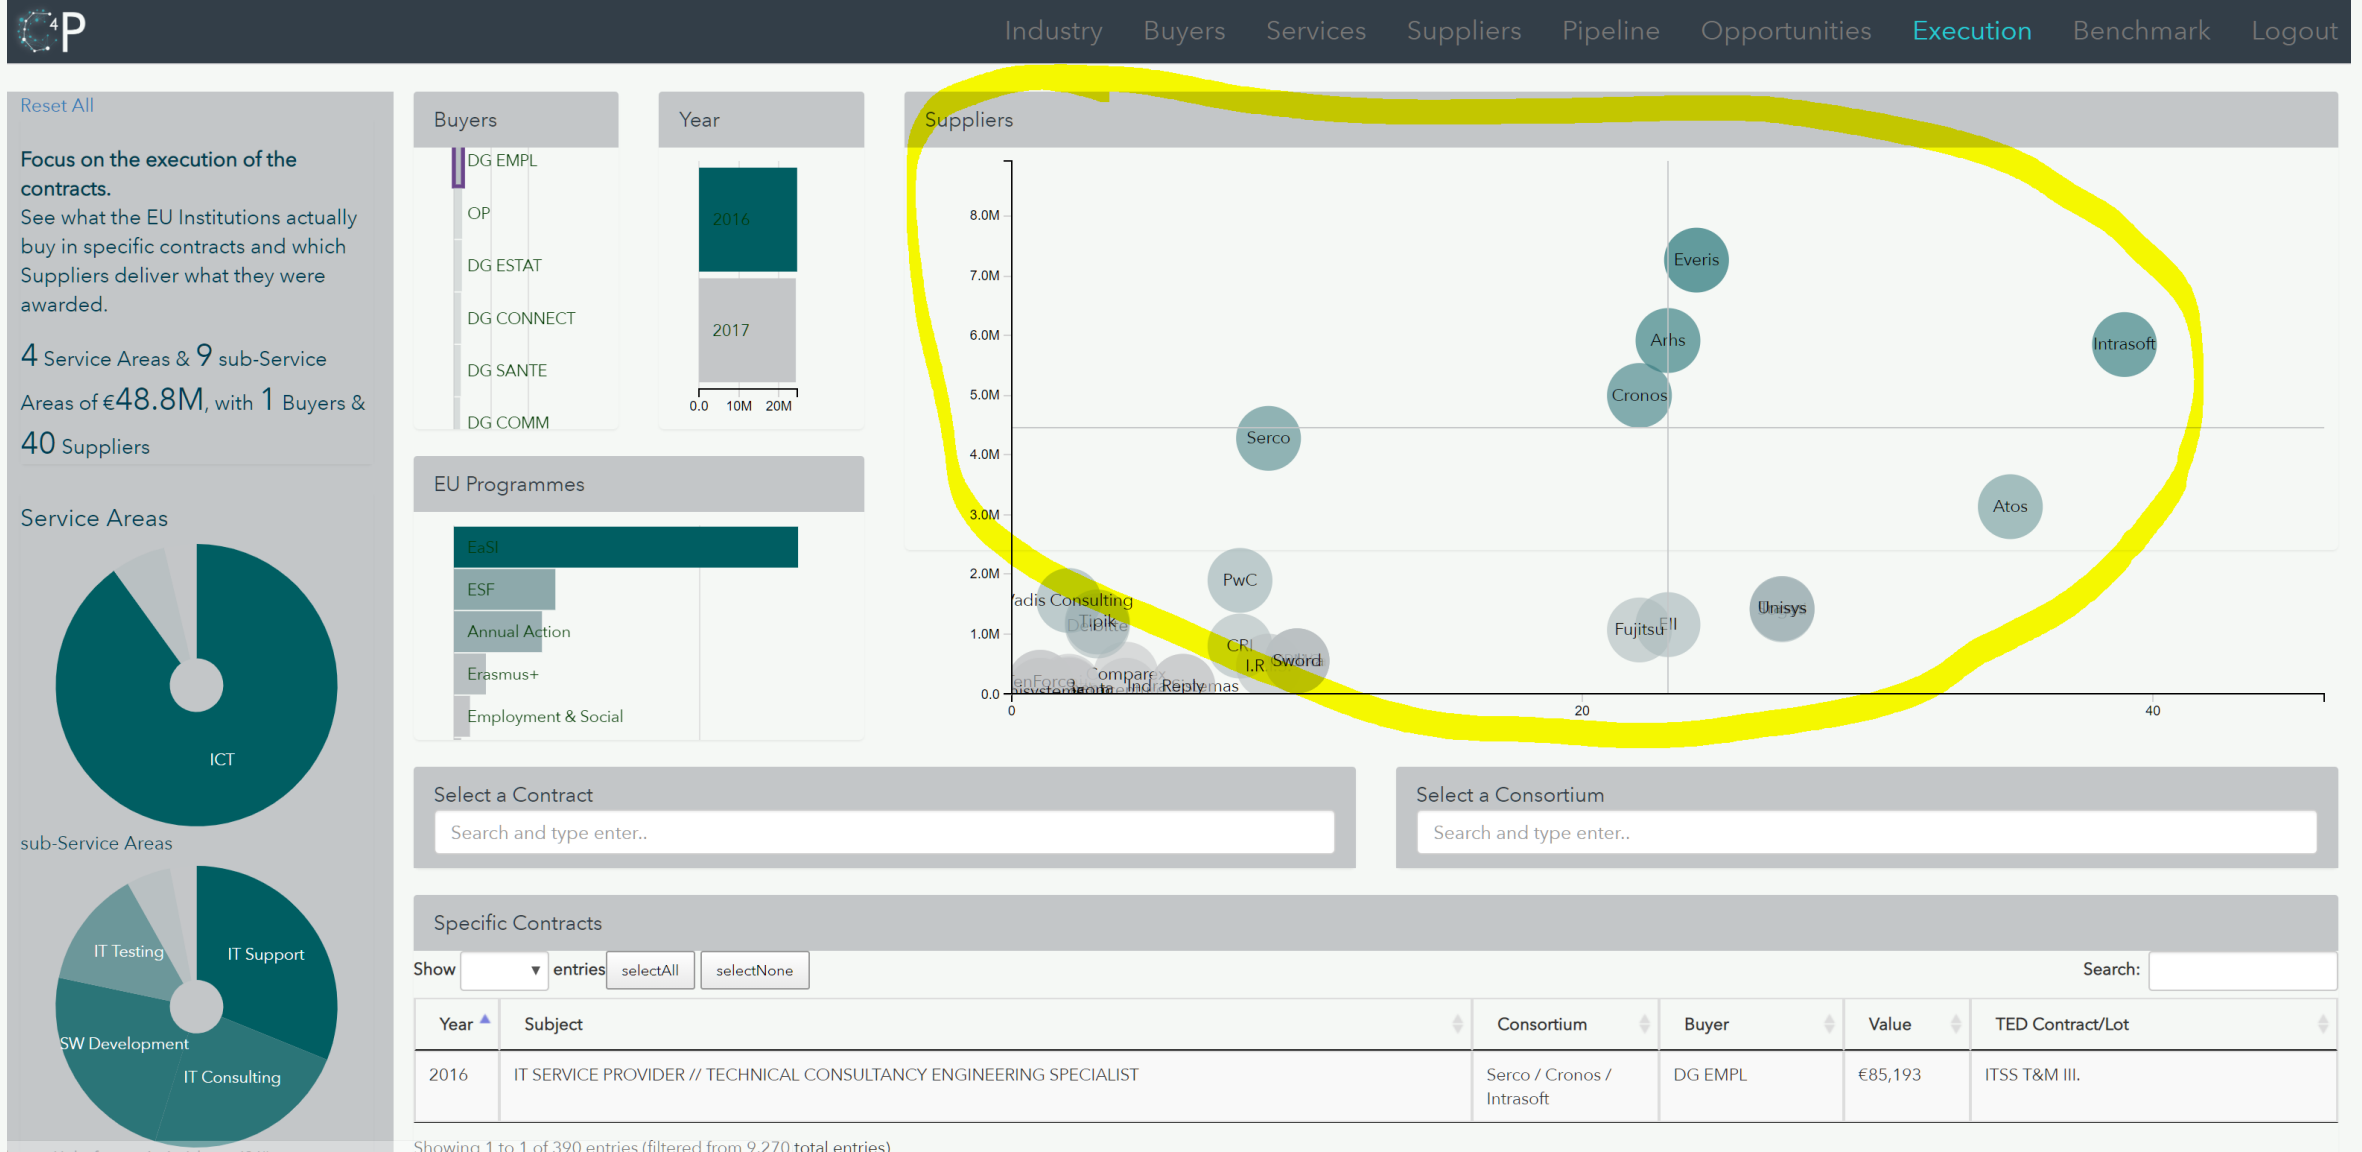 C4P
Industry Buyers Services Suppliers Pipeline Opportunities Execution Benchmark Logout
Reset All
Focus on the execution of the
contracts.
See what the EU Institutions actually
buy in specific contracts and which
Suppliers deliver what they were
awarded.
4 Service Areas & 9 sub-Service
Areas of €48.8M, with 1 Buyers &
40 Suppliers
Service Areas
ICT
sub-Service Areas
IT Testing
IT Support
SW Development
IT Consulting
Buyers
DG EMPL
OP
DG ESTAT
DG CONNECT
DG SANTE
DG COMM
Year
2016
2017
0.0 10M 20M
EU Programmes
EaSI
ESF
Annual Action
Erasmus+
Employment & Social
Suppliers
8.0M
7.0M
6.0M
5.0M
4.0M
3.0M
2.0M
1.0M
0.0
0 20 40
Everis
Arhs
Intrasoft
Cronos
Serco
Atos
PwC
Vadis Consulting
Tipik
Deloitte
Unisys
Fujitsu
CRI
I.R.
Sword
Comparex
Reply
Select a Contract
Search and type enter..
Select a Consortium
Search and type enter..
Specific Contracts
Show entries selectAll selectNone
Search:
Year Subject Consortium Buyer Value TED Contract/Lot
2016 IT SERVICE PROVIDER // TECHNICAL CONSULTANCY ENGINEERING SPECIALIST Serco / Cronos / DG EMPL €85,193 ITSS T&M III.
Intrasoft
Showing 1 to 1 of 390 entries (filtered from 9,270 total entries)